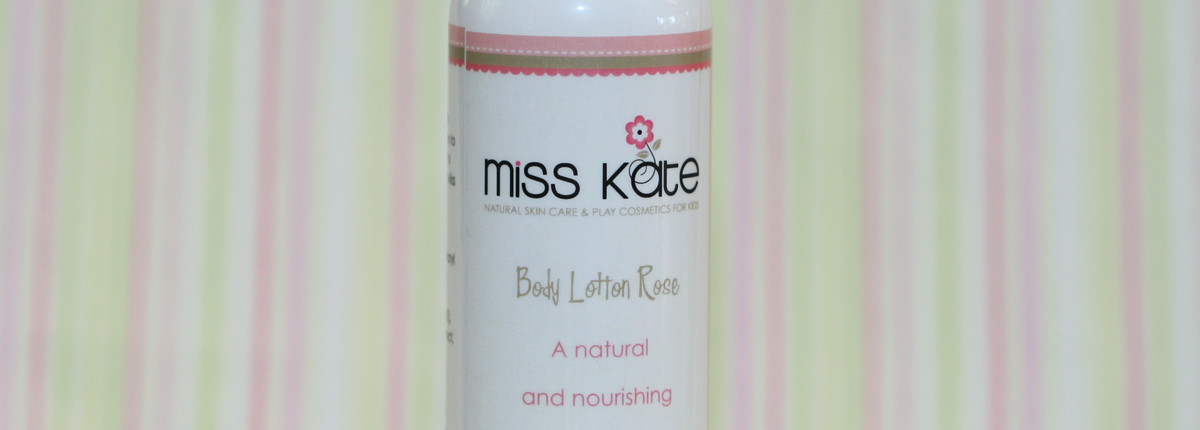 miss kate
NATURAL SKIN CARE & PLAY COSMETICS FOR KIDS
Body Lotion Rose
A natural
and nourishing